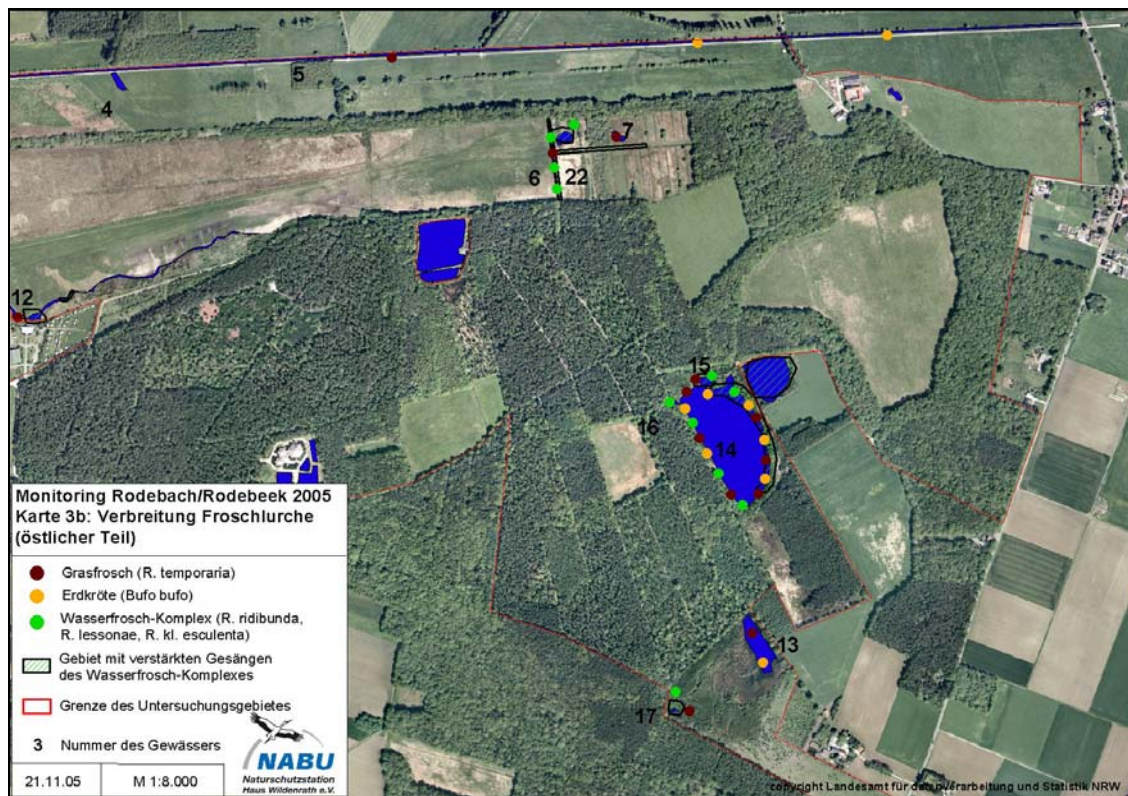 5
4
7
6
22
12
15
16
14
13
17
Monitoring Rodebach/Rodebeek 2005
Karte 3b: Verbreitung Froschlurche
(östlicher Teil)
Grasfrosch (R. temporaria)
Erdkröte (Bufo bufo)
Wasserfrosch-Komplex (R. ridibunda,
R. lessonae, R. kl. esculenta)
Gebiet mit verstärkten Gesängen
des Wasserfrosch-Komplexes
Grenze des Untersuchungsgebietes
3 Nummer des Gewässers
NABU
Naturschutzstation
Haus Wildenrath e.V.
21.11.05 M 1:8.000
copyright Landesamt für datenverarbeitung und Statistik NRW